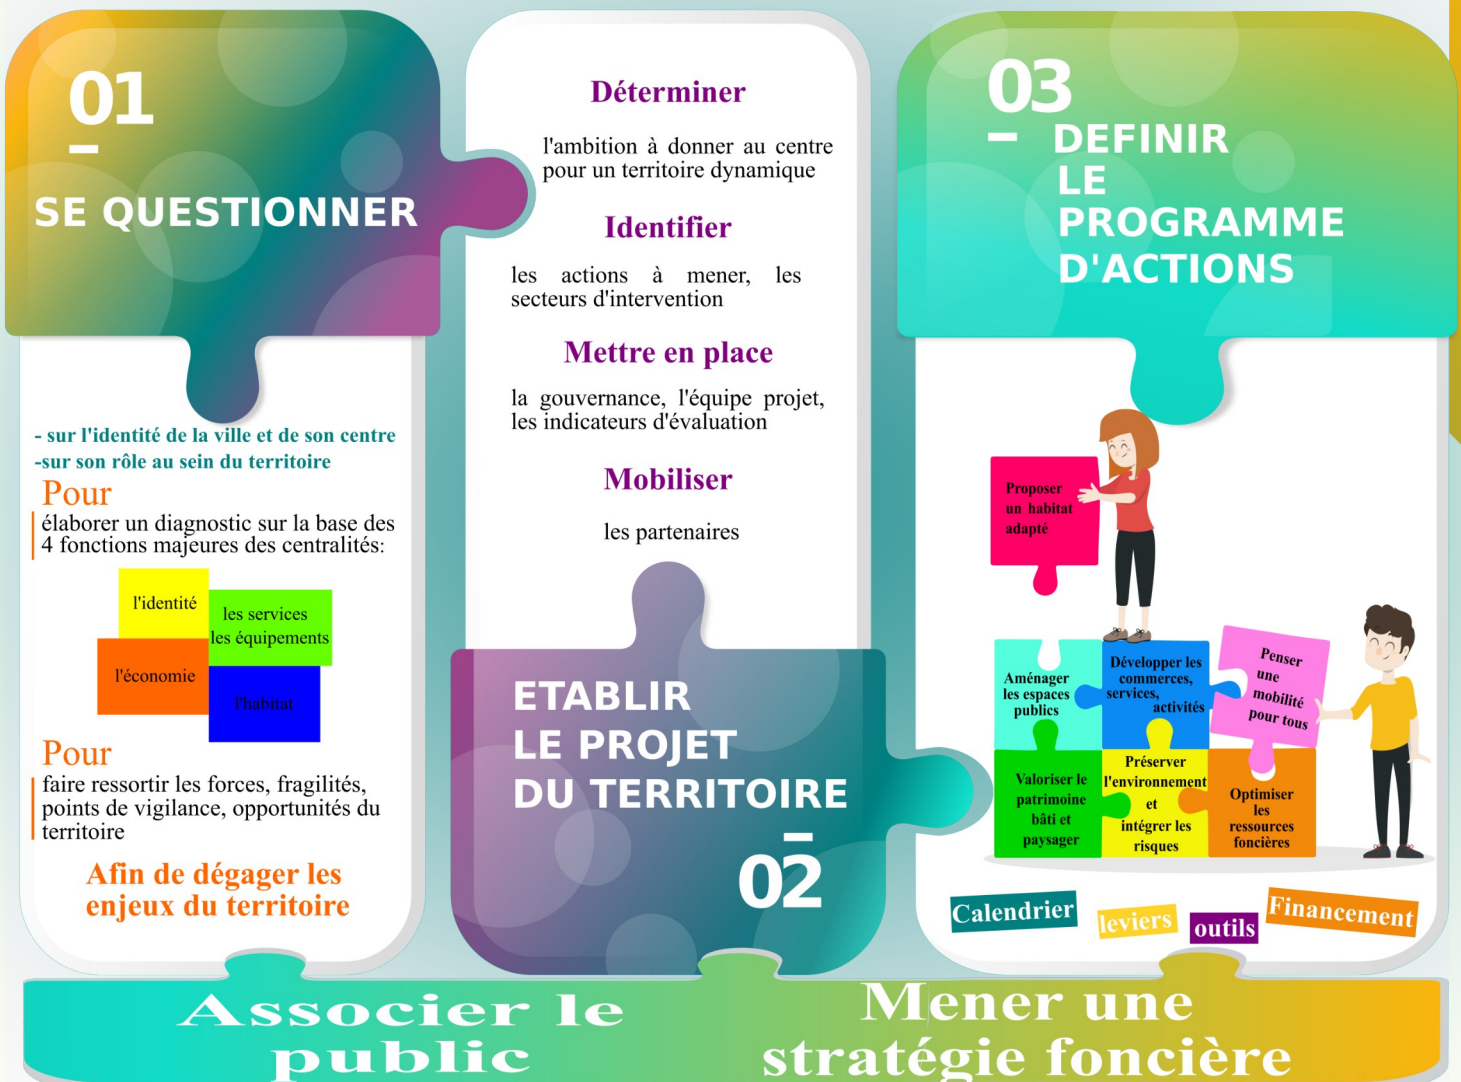 01
SE QUESTIONNER
- sur l'identité de la ville et de son centre
-sur son rôle au sein du territoire
Pour
élaborer un diagnostic sur la base des
4 fonctions majeures des centralités:
l'identité
les services
les équipements
l'économie
l'habitat
Pour
faire ressortir les forces, fragilités,
points de vigilance, opportunités du
territoire
Afin de dégager les
enjeux du territoire
Déterminer
l'ambition à donner au centre
pour un territoire dynamique
Identifier
les actions à mener, les
secteurs d'intervention
Mettre en place
la gouvernance, l'équipe projet,
les indicateurs d'évaluation
Mobiliser
les partenaires
ETABLIR
LE PROJET
DU TERRITOIRE
02
03
DEFINIR
LE
PROGRAMME
D'ACTIONS
Proposer
un habitat
adapté
Aménager
les espaces
publics
Développer les
commerces,
services,
activités
Penser
une
mobilité
pour tous
Valoriser le
patrimoine
bâti et
paysager
Préserver
l'environnement
et
intégrer les
risques
Optimiser
les
ressources
foncières
Calendrier
leviers
outils
Financement
Associer le
public
Mener une
stratégie foncière